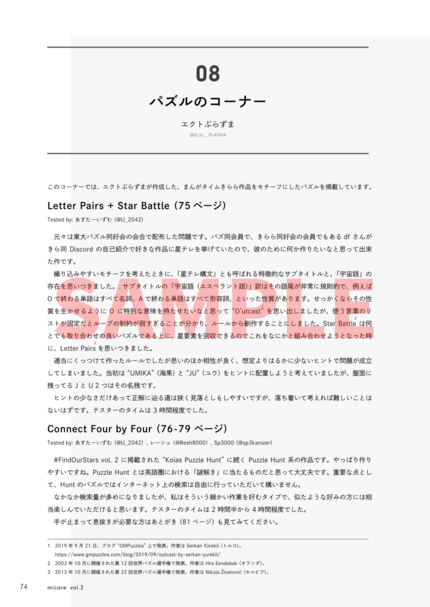 08
パズルのコーナー
エクトぷらずま
このコーナーでは、エクトぷらずまが作成した、まんがタイムきらら作品をモチーフにしたパズルを掲載しています。
Letter Pairs + Star Battle (75 ページ)
Tested by: あすたーいずむ (@U_2042)
元々は東大パズル同好会の会合で配布した問題です。パズ同会員で、きらら同好会の会員でもある df さんが
きら同 Discord の自己紹介で好きな作品に星テレを挙げていたので、彼のために何か作りたいなと思って出来
た作です。
織り込みやすいモチーフを考えたときに、「星テレ構文」とも呼ばれる特徴的なサブタイトルと、「宇宙語」の
存在を思いつきました。サブタイトルの「宇宙語（エスペラント語）」訳はその語尾が非常に規則的で、例えば
O で終わる単語はすべて名詞、A で終わる単語はすべて形容詞、といった性質があります。せっかくならその性
質を生かせるように O に特別な意味を持たせたいなと思って "O'utcast" を思い出しましたが、使う言葉のリ
ストが固定だとループの制約が弱すぎることが分かり、ルールから創作することにしました。Star Battle は何
とでも取り合わせの良いパズルである上に、星要素を回収できるのでこれをなにかと組み合わせようとなった時
に、Letter Pairs を思いつきました。
適当にくっつけて作ったルールでしたが思いのほか相性が良く、想定よりはるかに少ないヒントで問題が成立
してしまいました。当初は "UMIKA" (海果) と "JU" (ユウ) をヒントに配置しようと考えていましたが、盤面に
残ってる J と U 2 つはその名残です。
ヒントの少なさだけあって正解に辿る道は狭く見落としもしやすいですが、落ち着いて考えれば難しいことは
ないはずです。テスターのタイムは 3 時間程度でした。
Connect Four by Four (76-79 ページ)
Tested by: あすたーいずむ (@U_2042) , レーシュ (@Resh8000) , Sp3000 (@sp3kanizer)
#FindOurStars vol. 2 に掲載された "Koias Puzzle Hunt" に続く Puzzle Hunt 系の作品です。やっぱり作り
やすいですね。Puzzle Hunt とは英語圏における「謎解き」に当たるものだと思って大丈夫です。重要な点とし
て、Hunt のパズルではインターネット上の検索は自由に行っていただいて構いません。
なかなか検索量が多めになりましたが、私はそういう細かい作業を好むタイプで、似たような好みの方には相
当楽しんでいただけると思います。テスターのタイムは 2 時間半から 4 時間程度でした。
手が止まって息抜きが必要な方はあとがき (81 ページ) も見てみてください。
1 2019 年 9 月 21 日、ブログ "GMPuzzles" 上で発表。作者は Serkan Yürekli (トルコ)。
https://www.gmpuzzles.com/blog/2019/09/outcast-by-serkan-yurekli/
2 2003 年 10 月に開催された第 12 回世界パズル選手権で発表。作者は Hns Eendebak (オランダ)。
3 2013 年 10 月に開催された第 22 回世界パズル選手権で発表。作者は Nikola Živanović (セルビア)。
74 micare vol.2